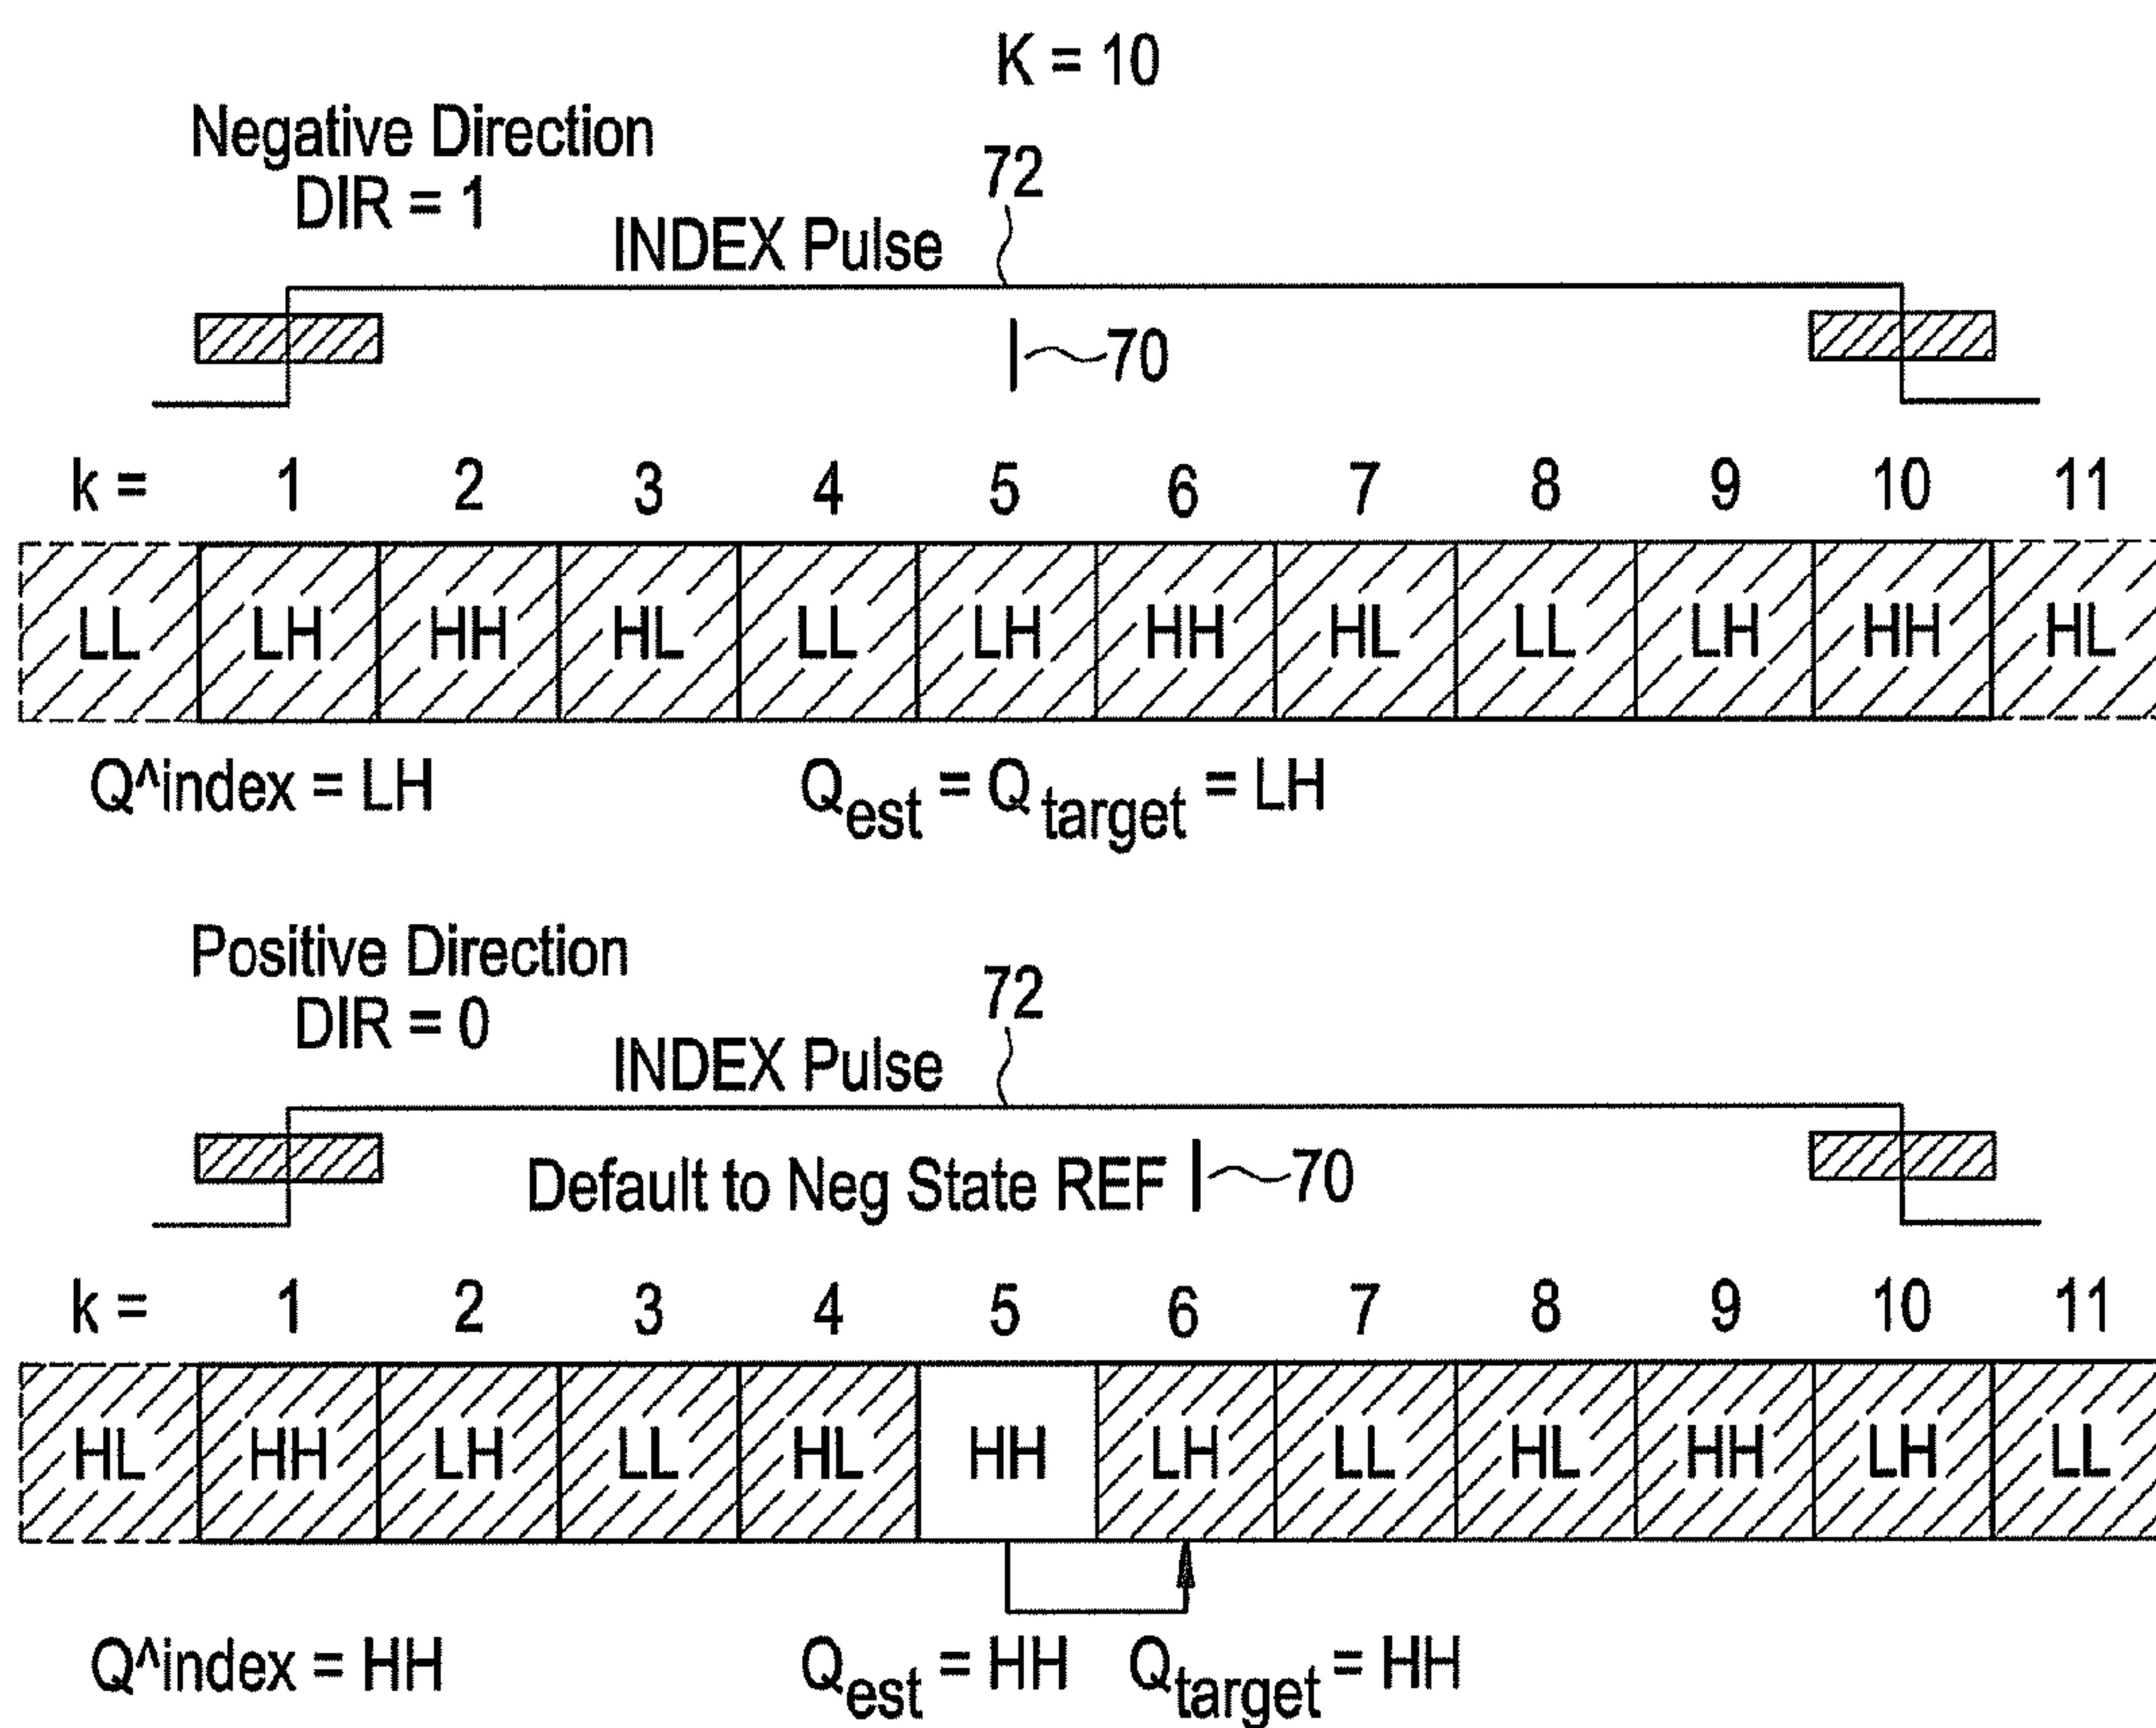 K = 10
Negative Direction
DIR = 1
72
INDEX Pulse
70
k = 1 2 3 4 5 6 7 8 9 10 11
LL LH HH HL LL LH HH HL LL LH HH HL
Q^index = LH Qest = Qtarget = LH
Positive Direction
DIR = 0
72
INDEX Pulse
Default to Neg State REF 70
k = 1 2 3 4 5 6 7 8 9 10 11
HL HH LH LL HL HH LH LL HL HH LH LL
Q^index = HH Qest = HH Qtarget = HH